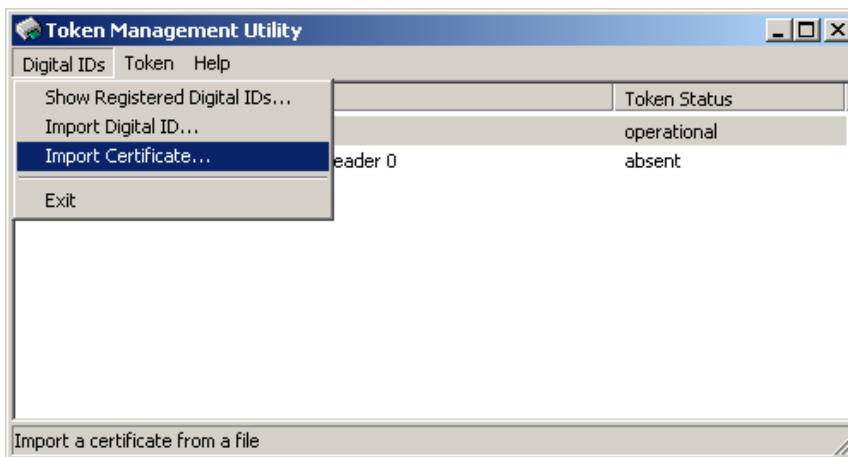 Token Management Utility
Digital IDs Token Help
Show Registered Digital IDs...
Import Digital ID...
Import Certificate...
Exit
Token Status
operational
eader 0 absent
Import a certificate from a file